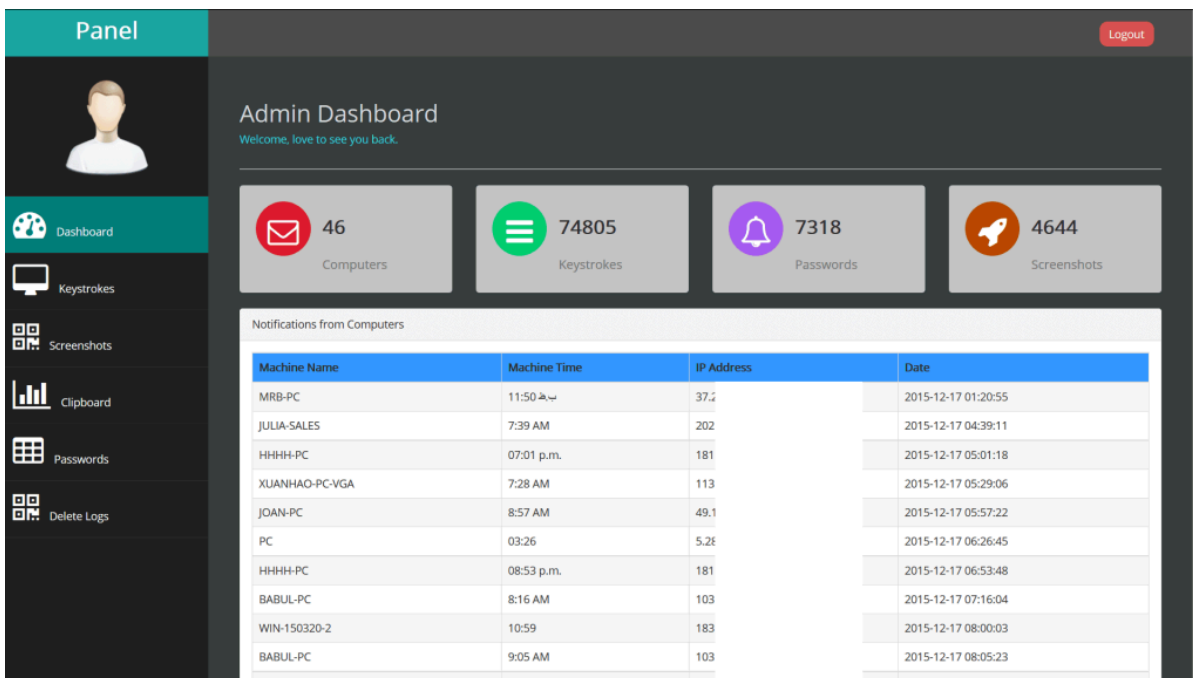 Panel
Logout
Admin Dashboard
Welcome, love to see you back.
Dashboard
Keystrokes
Screenshots
Clipboard
Passwords
Delete Logs
46
Computers
74805
Keystrokes
7318
Passwords
4644
Screenshots
Notifications from Computers
Machine Name Machine Time IP Address Date
MRB-PC 11:50 ب.ظ 37.2 2015-12-17 01:20:55
JULIA-SALES 7:39 AM 202 2015-12-17 04:39:11
HHHH-PC 07:01 p.m. 181 2015-12-17 05:01:18
XUANHAO-PC-VGA 7:28 AM 113 2015-12-17 05:29:06
JOAN-PC 8:57 AM 49.1 2015-12-17 05:57:22
PC 03:26 5.28 2015-12-17 06:26:45
HHHH-PC 08:53 p.m. 181 2015-12-17 06:53:48
BABUL-PC 8:16 AM 103 2015-12-17 07:16:04
WIN-150320-2 10:59 183 2015-12-17 08:00:03
BABUL-PC 9:05 AM 103 2015-12-17 08:05:23